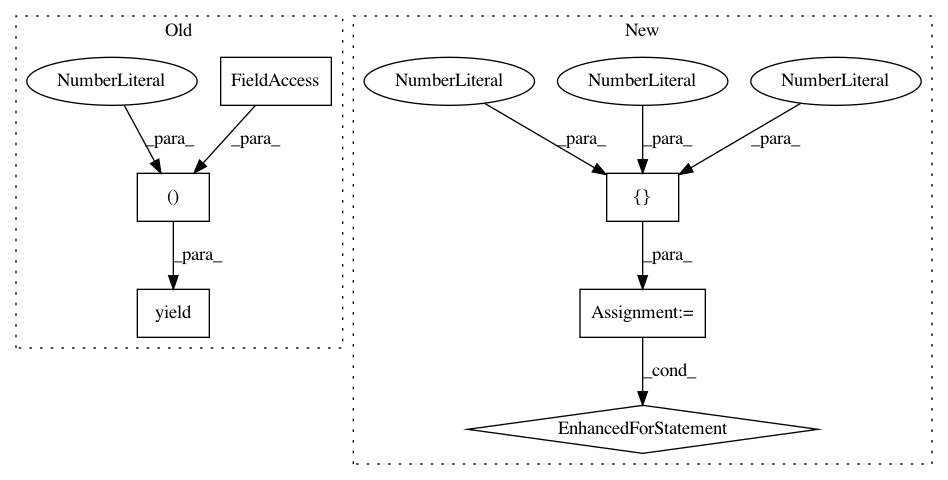 Old
New
NumberLiteral
FieldAccess
NumberLiteral
NumberLiteral
NumberLiteral
_para_
_para_
_para_
_para_
_para_
()
{}
_para_
_para_
yield
Assignment:=
_cond_
EnhancedForStatement